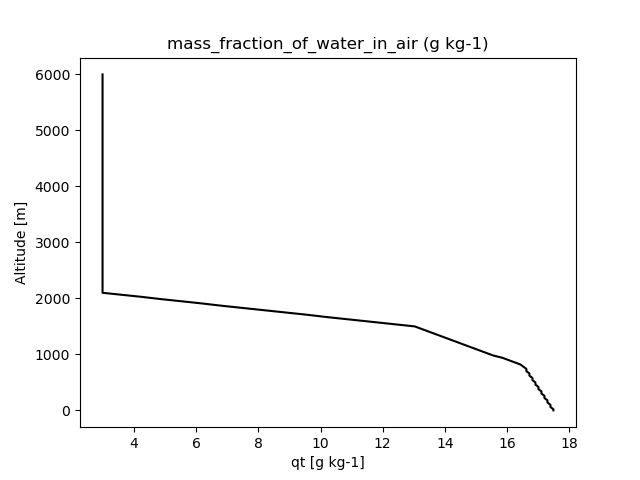 mass_fraction_of_water_in_air (g kg-1)
6000
5000
4000
3000
2000
1000
0
Altitude [m]
4 6 8 10 12 14 16 18
qt [g kg-1]